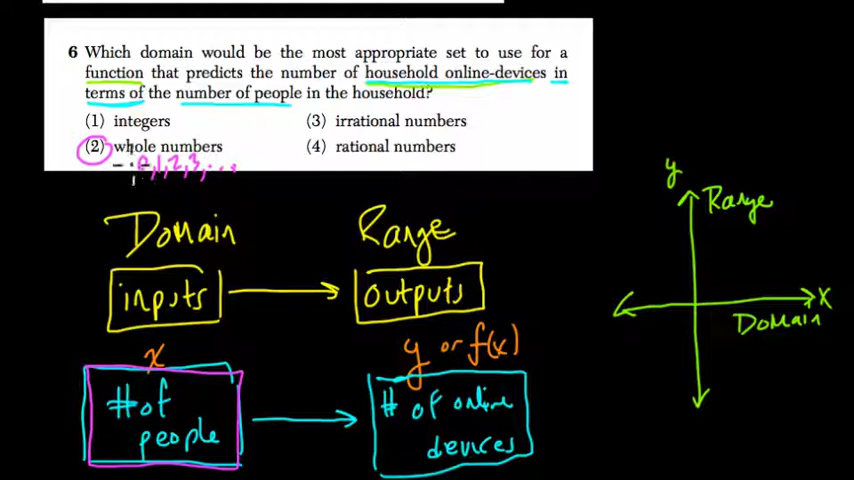 6 Which domain would be the most appropriate set to use for a
function that predicts the number of household online-devices in
terms of the number of people in the household?
(1) integers (3) irrational numbers
(2) whole numbers (4) rational numbers
0, 1, 2, 3, ...
Domain Range
inputs outputs
x y or f(x)
# of people # of online devices
y
Range
X
Domain